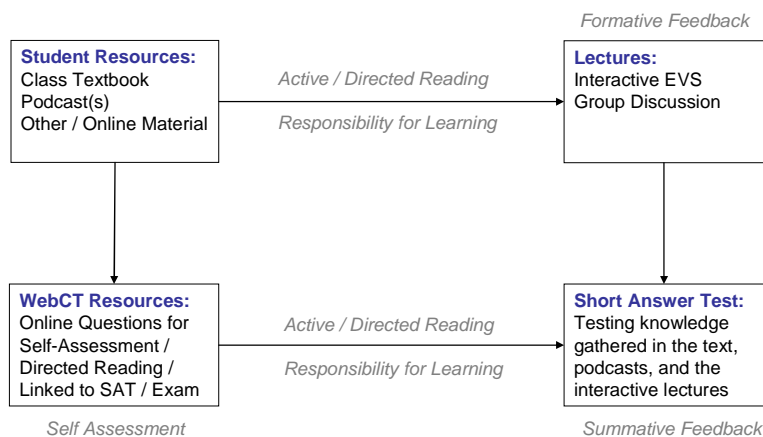 Formative Feedback
Student Resources:
Class Textbook
Podcast(s)
Other / Online Material
Active / Directed Reading
Responsibility for Learning
Lectures:
Interactive EVS
Group Discussion
WebCT Resources:
Online Questions for
Self-Assessment /
Directed Reading /
Linked to SAT / Exam
Active / Directed Reading
Responsibility for Learning
Short Answer Test:
Testing knowledge
gathered in the text,
podcasts, and the
interactive lectures
Self Assessment
Summative Feedback